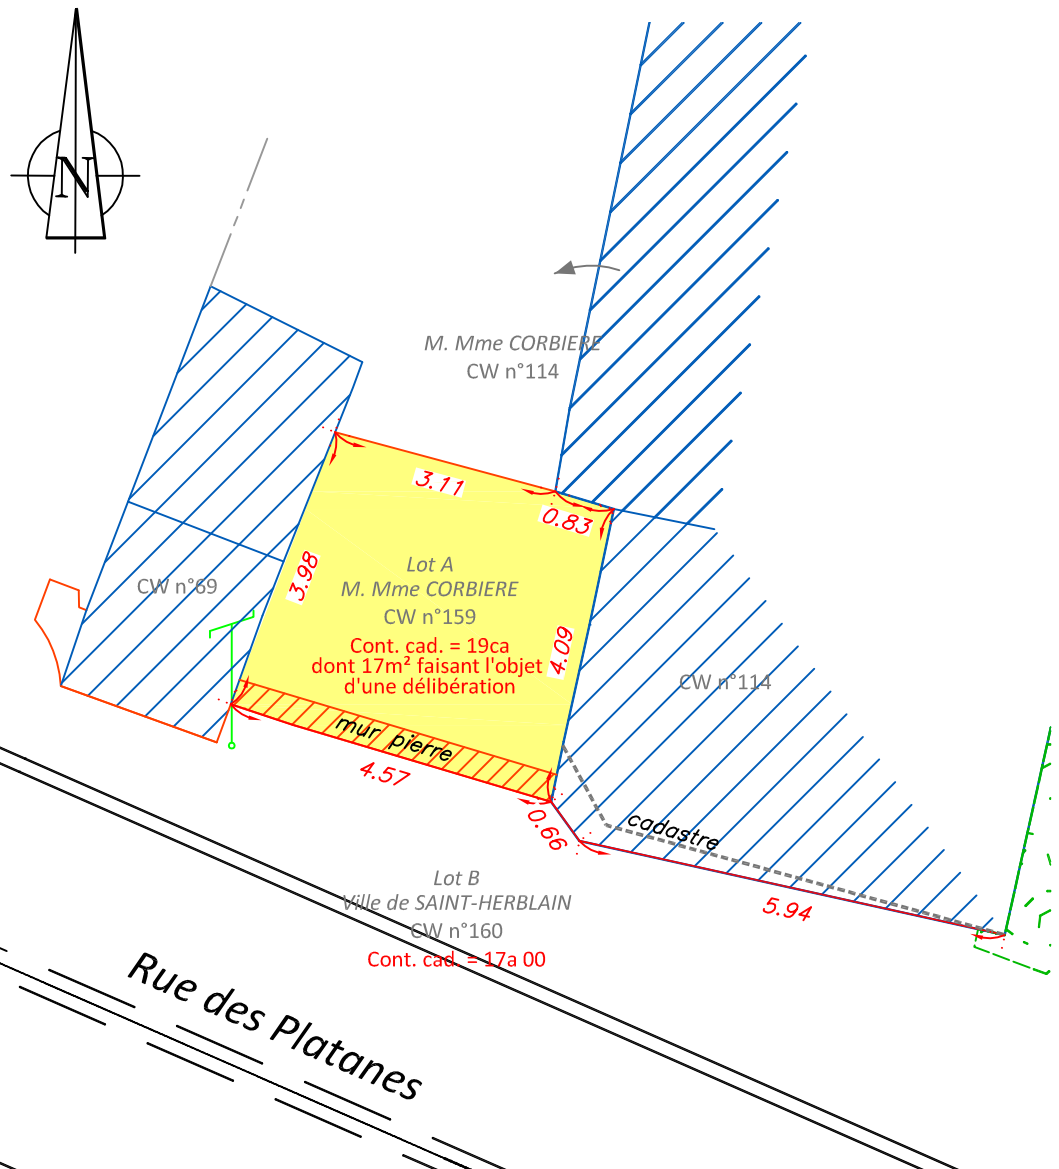 N
M. Mme CORBIERE
CW n°114
3.11
0.83
3.98
Lot A
M. Mme CORBIERE
CW n°159
Cont. cad. = 19ca
dont 17m² faisant l'objet
d'une délibération
CW n°69
4.09
CW n°114
mur pierre
4.57
0.66
cadastre
5.94
Lot B
Ville de SAINT-HERBLAIN
CW n°160
Cont. cad. = 17a 00
Rue des Platanes